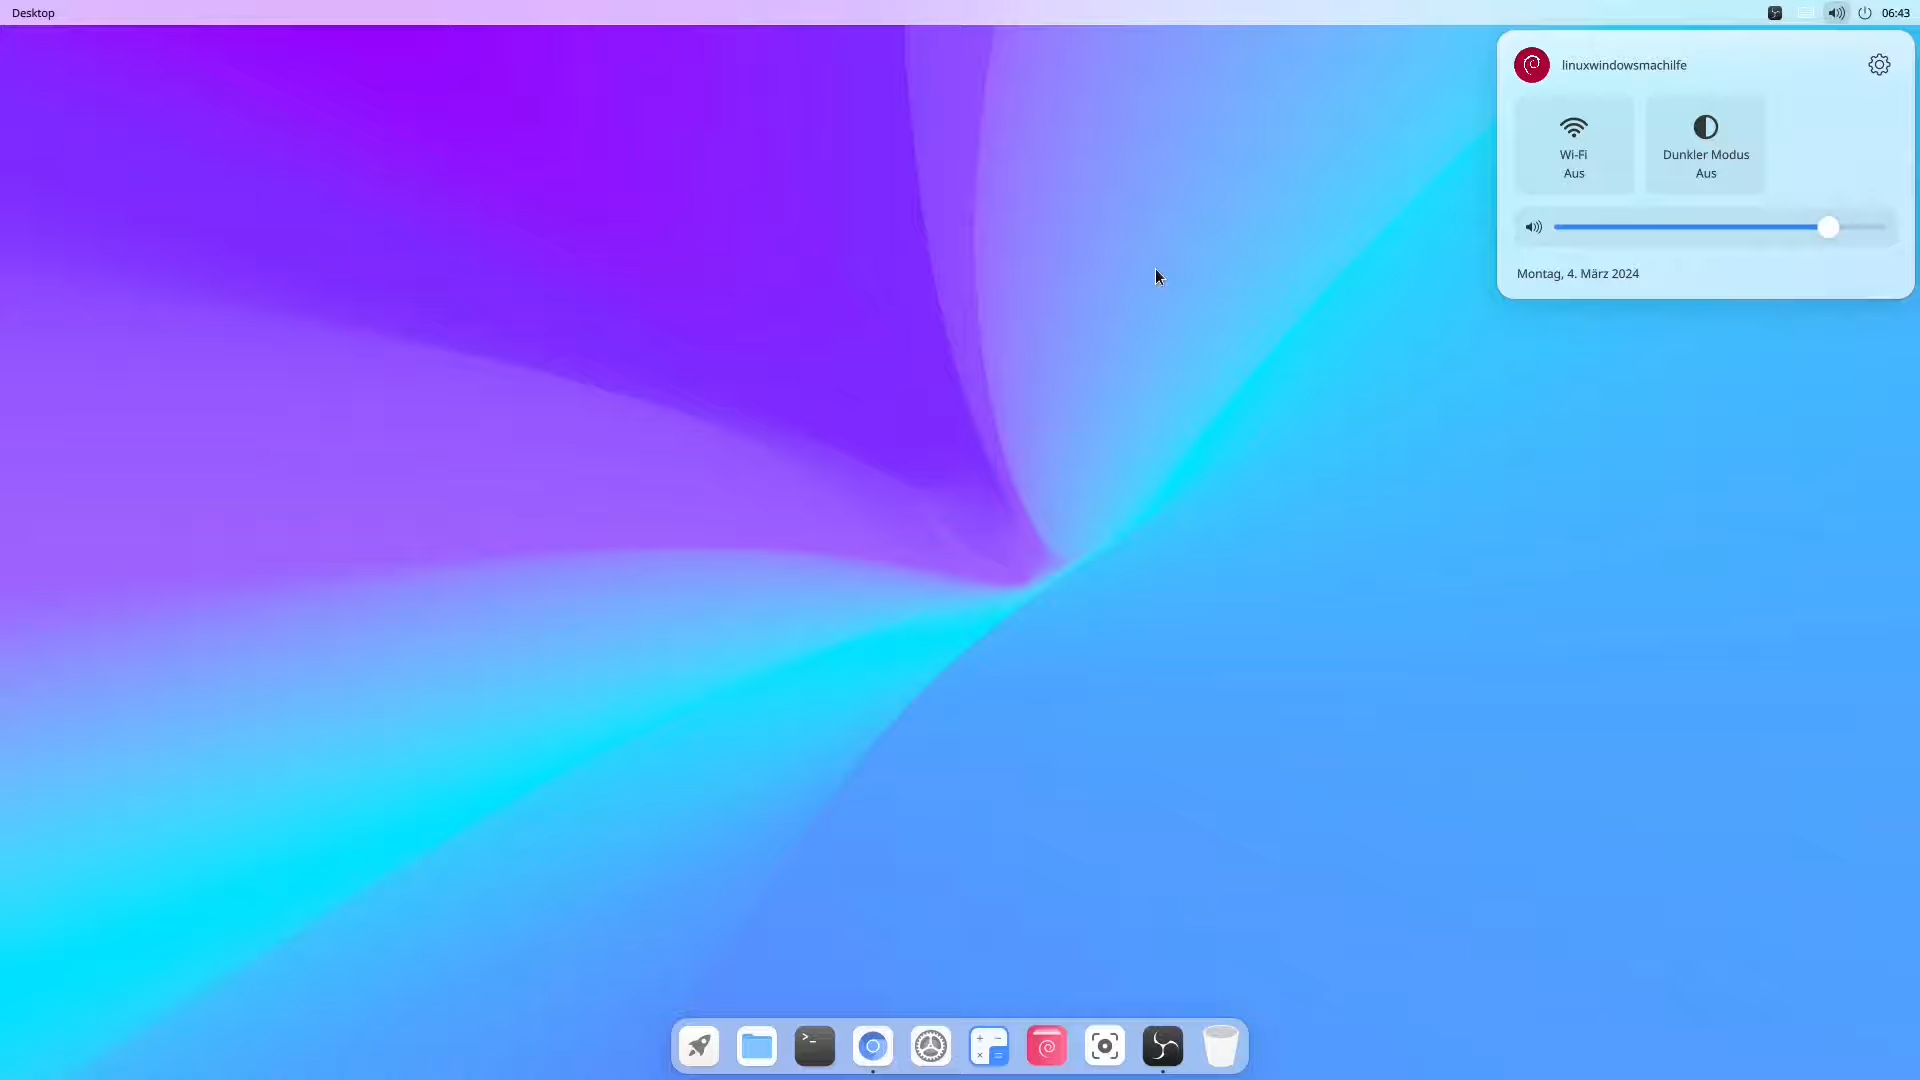 Desktop
06:43
linuxwindowsmachilfe
Wi-Fi
Aus
Dunkler Modus
Aus
Montag, 4. März 2024